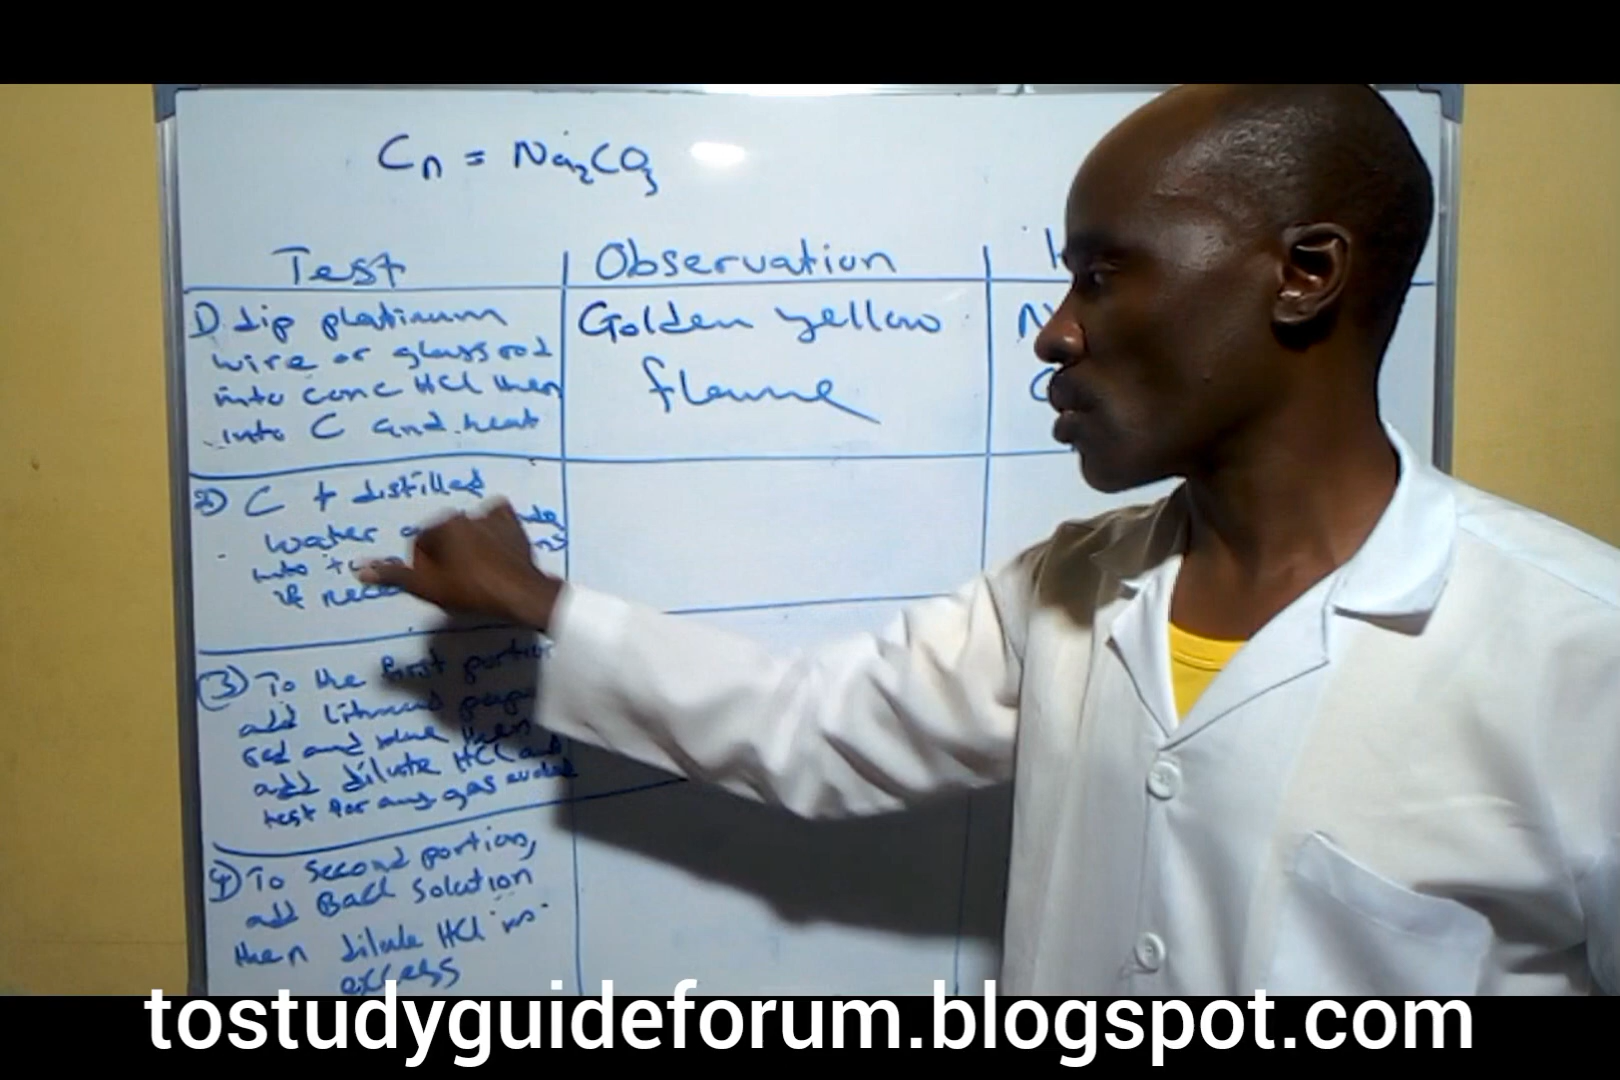 Cn = Na2CO3
Test
Observation
1) dip platinum
wire or glass rod
into conc HCl then
into C and heat
Golden yellow
flame
2) C + distilled
water
into
if
(3) To the first portion
add litmus paper
red and blue then
add dilute HCl and
test for any gas evolved
4) To second portion,
add BaCl solution
then dilute HCl in
excess
tostudyguideforum.blogspot.com